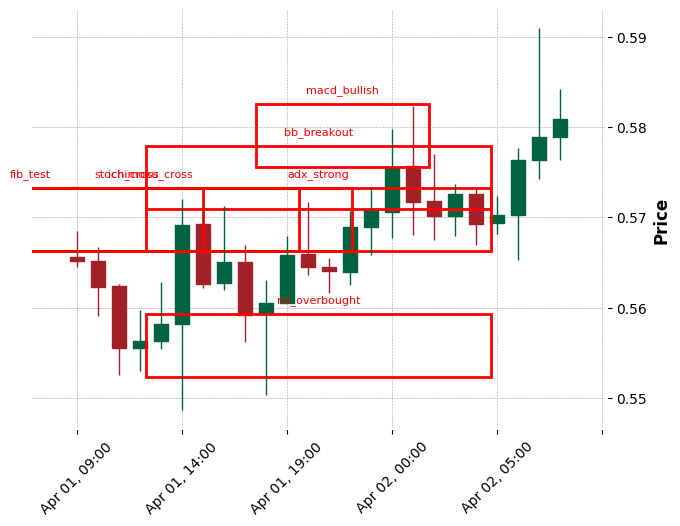 macd_bullish
bb_breakout
fib_test
ichimoku_cross
adx_strong
rsi_overbought
0.59
0.58
0.57
0.56
0.55
Price
Apr 01, 09:00
Apr 01, 14:00
Apr 01, 19:00
Apr 02, 00:00
Apr 02, 05:00